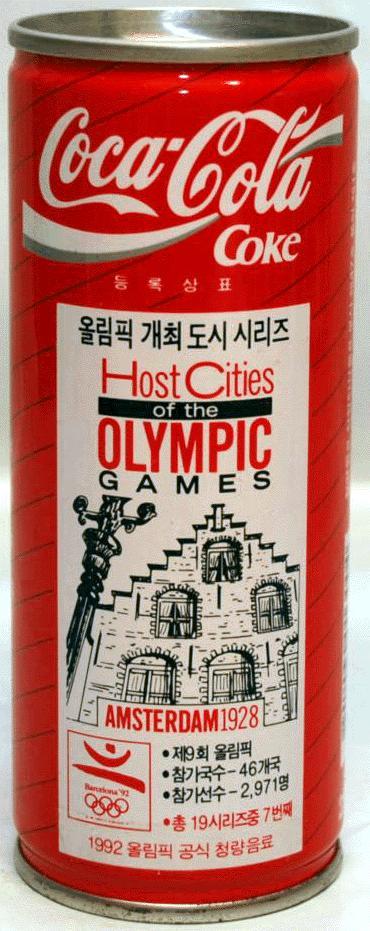 Coca-Cola
Coke
등록상표
올림픽 개최 도시 시리즈
Host Cities
of the
OLYMPIC
GAMES
AMSTERDAM 1928
Barcelona '92
•제9회 올림픽
•참가국수-46개국
•참가선수-2,971명
•총 19시리즈중 7번째
1992 올림픽 공식 청량음료